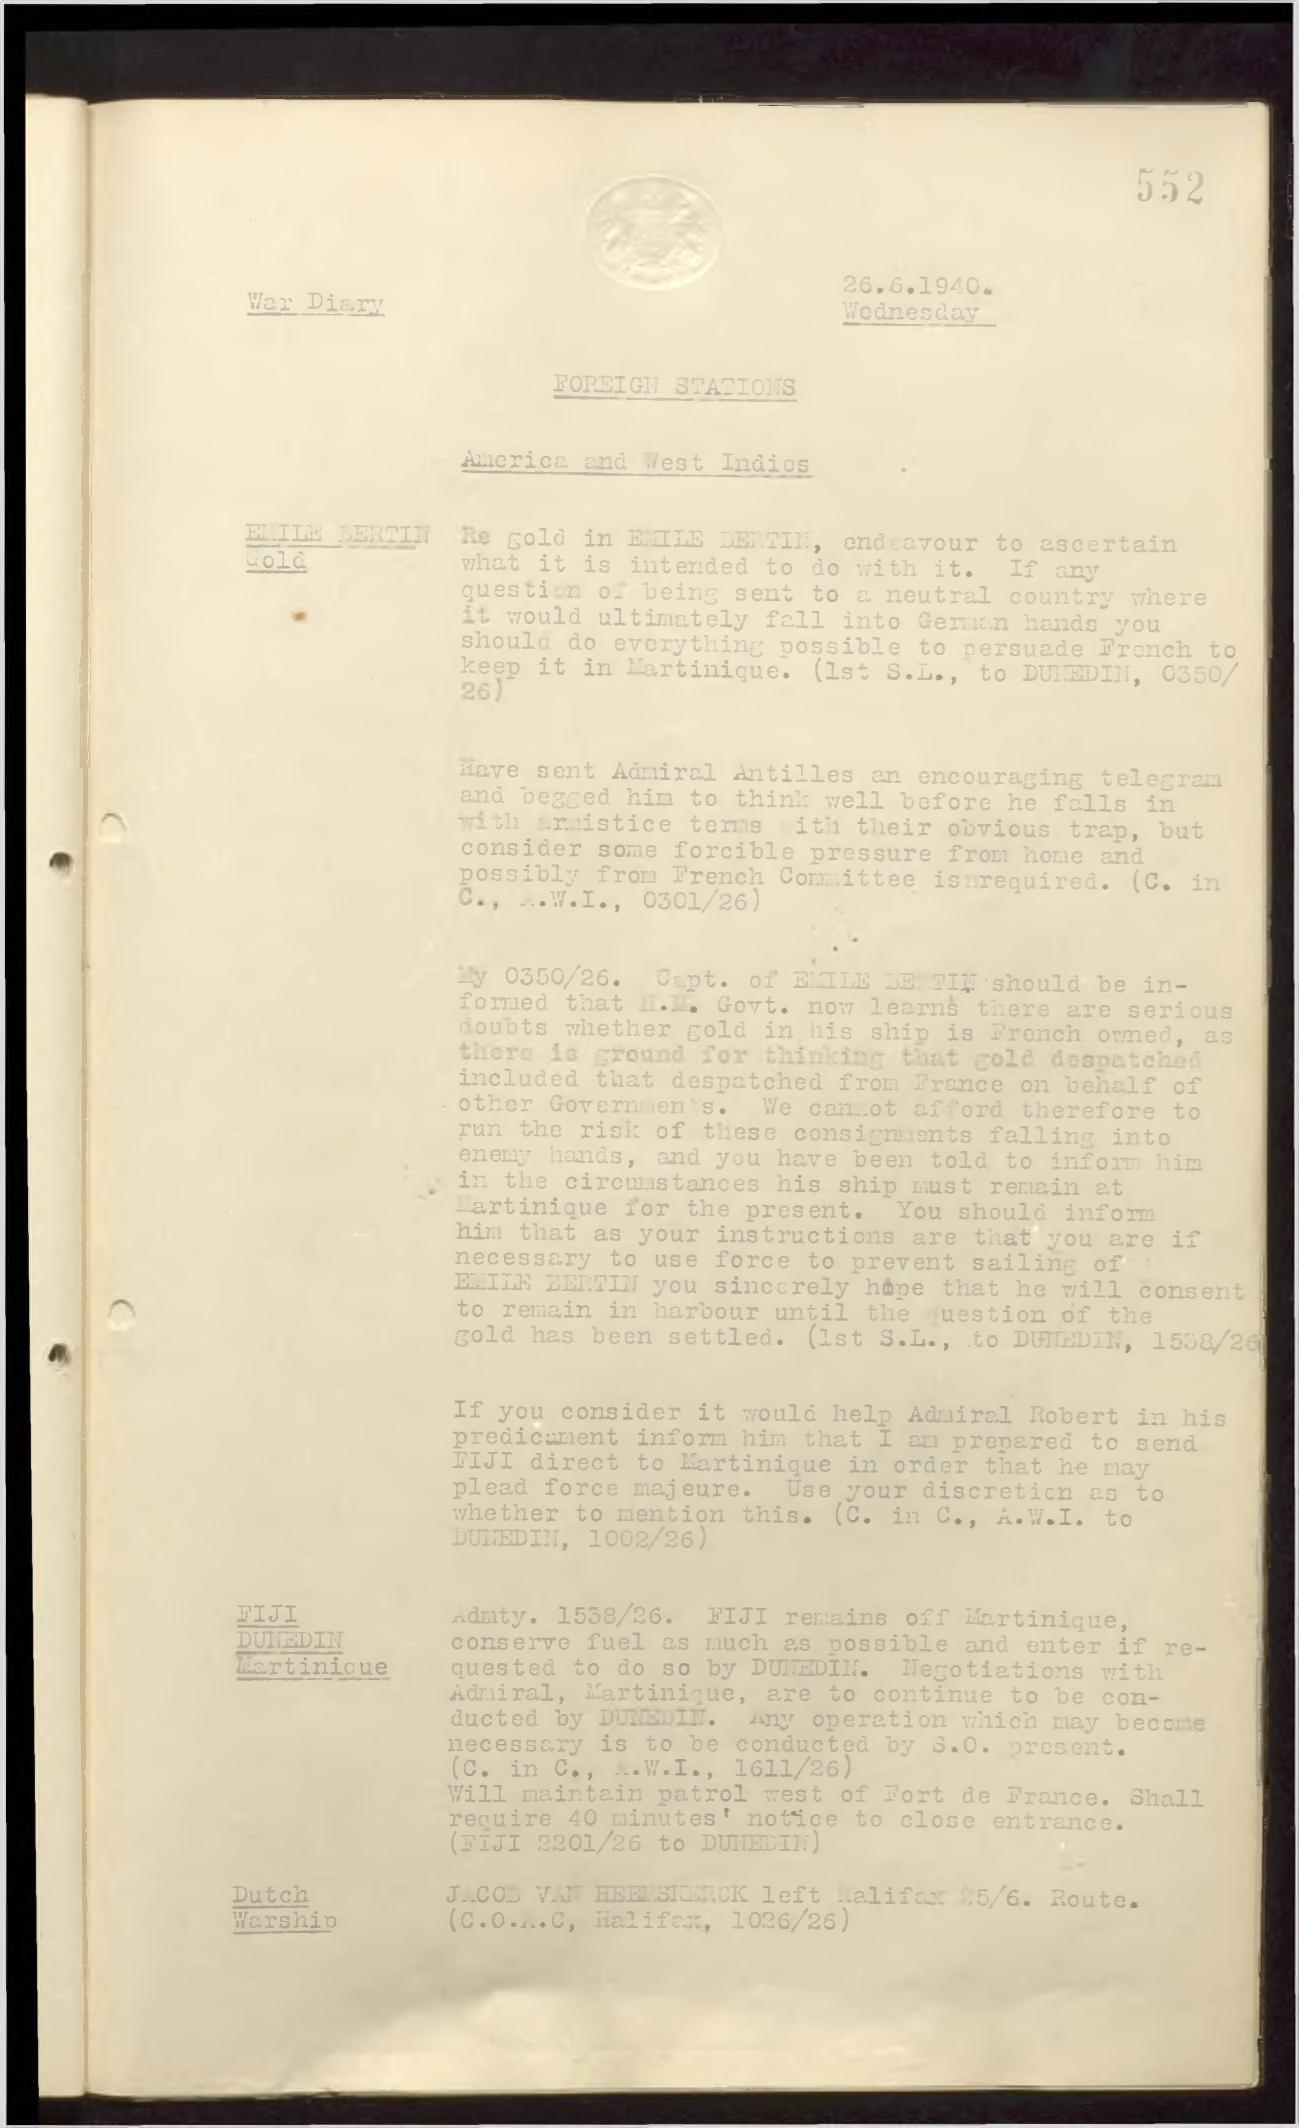 552
War Diary
26.6.1940.
Wednesday
FOREIGN STATIONS
America and West Indies
EMILE BERTIN
Gold
Re gold in EMILE BERTIN, endeavour to ascertain
what it is intended to do with it. If any
question of being sent to a neutral country where
it would ultimately fall into German hands you
should do everything possible to persuade French to
keep it in Martinique. (1st S.L., to DUNEDIN, 0350/
26)
Have sent Admiral Antilles an encouraging telegram
and begged him to think well before he falls in
with armistice terms with their obvious trap, but
consider some forcible pressure from home and
possibly from French Committee is required. (C. in
C., A.W.I., 0301/26)
My 0350/26. Capt. of EMILE BERTIN should be in-
formed that H.M. Govt. now learns there are serious
doubts whether gold in his ship is French owned, as
there is ground for thinking that gold despatched
included that despatched from France on behalf of
other Governments. We cannot afford therefore to
run the risk of these consignments falling into
enemy hands, and you have been told to inform him
in the circumstances his ship must remain at
Martinique for the present. You should inform
him that as your instructions are that you are if
necessary to use force to prevent sailing of
EMILE BERTIN you sincerely hope that he will consent
to remain in harbour until the question of the
gold has been settled. (1st S.L., to DUNEDIN, 1538/26
If you consider it would help Admiral Robert in his
predicament inform him that I am prepared to send
FIJI direct to Martinique in order that he may
plead force majeure. Use your discretion as to
whether to mention this. (C. in C., A.W.I. to
DUNEDIN, 1002/26)
FIJI
DUNEDIN
Martinique
Admty. 1538/26. FIJI remains off Martinique,
conserve fuel as much as possible and enter if re-
quested to do so by DUNEDIN. Negotiations with
Admiral, Martinique, are to continue to be con-
ducted by DUNEDIN. Any operation which may become
necessary is to be conducted by S.O. present.
(C. in C., A.W.I., 1611/26)
Will maintain patrol west of Fort de France. Shall
require 40 minutes' notice to close entrance.
(FIJI 2201/26 to DUNEDIN)
Dutch
Warship
JACOB VAN HEEMSKERCK left Halifax 25/6. Route.
(C.O.A.C, Halifax, 1026/26)